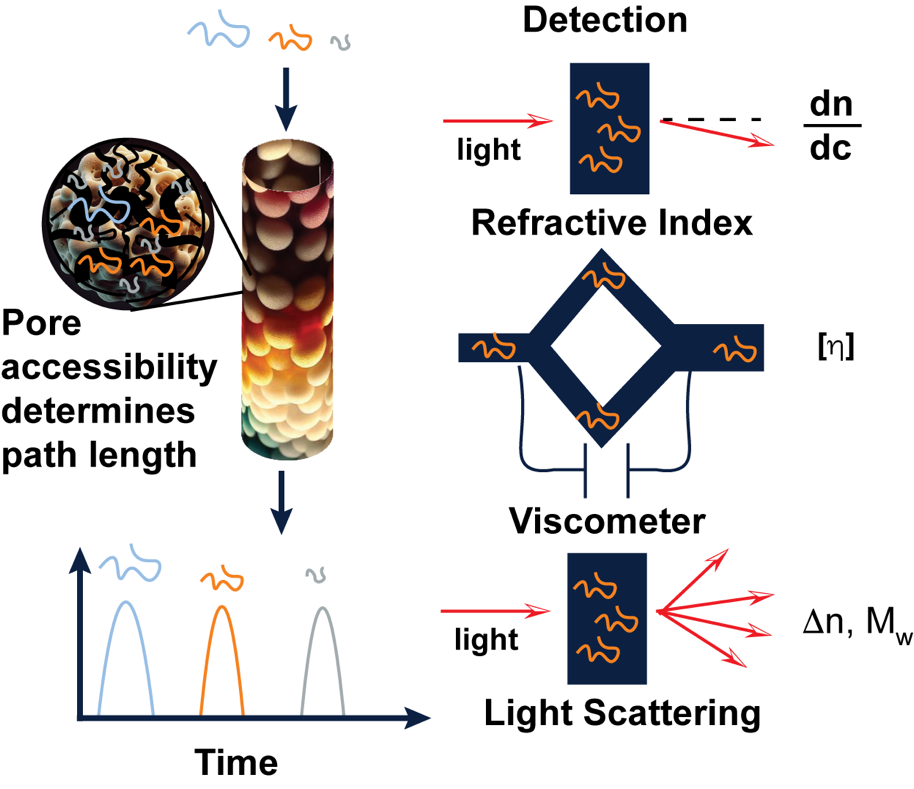 Pore
accessibility
determines
path length
Time
Detection
light
dn
dc
Refractive Index
[η]
Viscometer
light
Δn, Mw
Light Scattering